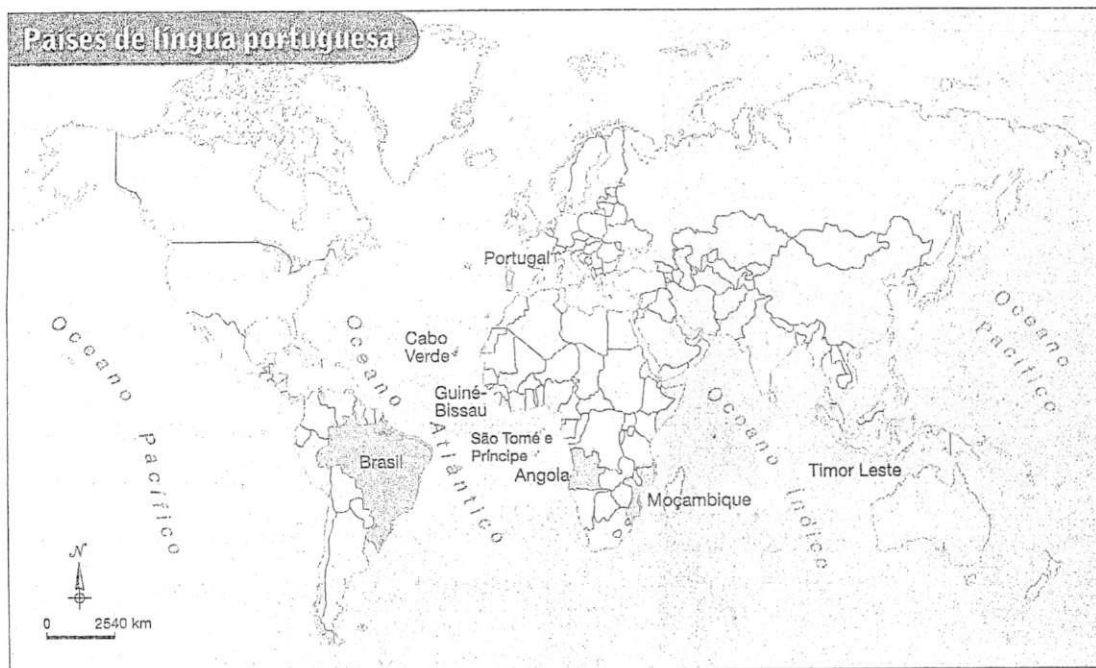 Países de língua portuguesa
Portugal
Cabo
Verde
Guiné-
Bissau
São Tomé e
Príncipe
Angola
Brasil
Moçambique
Timor Leste
Oceano
Pacífico
Oceano
Atlântico
Ocoano
Índico
Oceano
Pacífico
N
0 2540 km